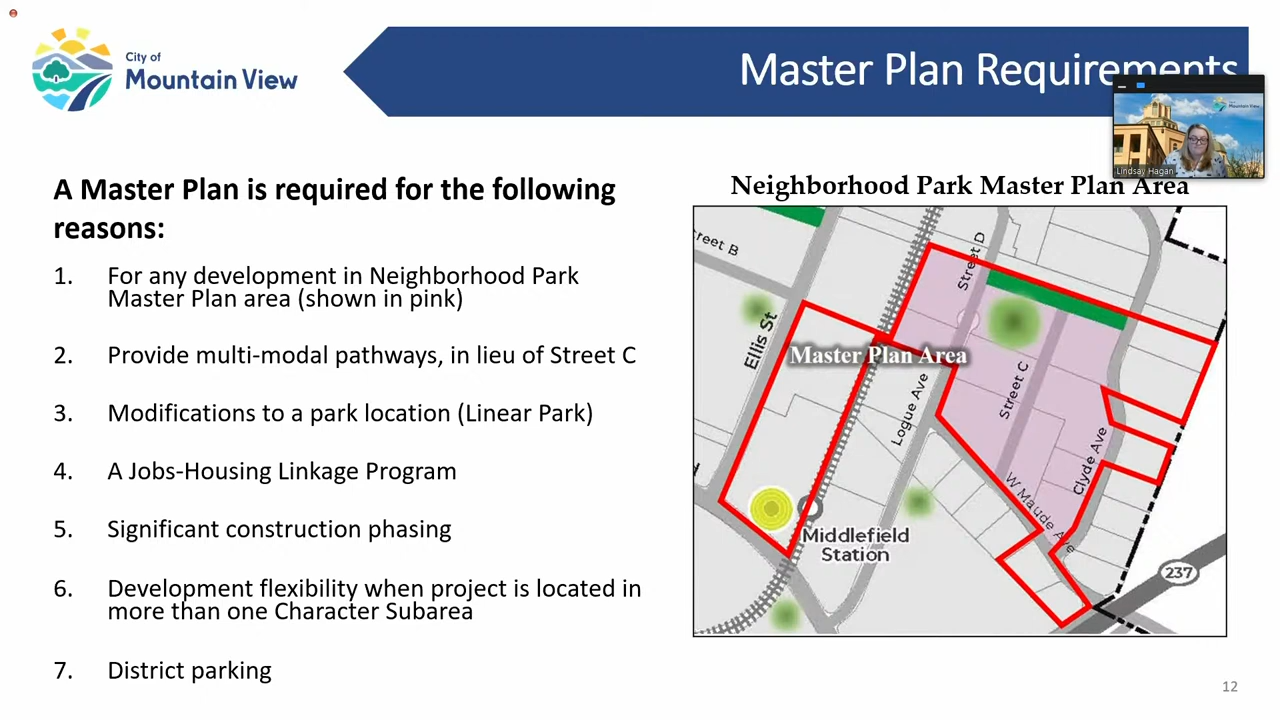 City of
Mountain View
Master Plan Requirements
Lindsay Hagan
A Master Plan is required for the following
reasons:
1. For any development in Neighborhood Park
Master Plan area (shown in pink)
2. Provide multi-modal pathways, in lieu of Street C
3. Modifications to a park location (Linear Park)
4. A Jobs-Housing Linkage Program
5. Significant construction phasing
6. Development flexibility when project is located in
more than one Character Subarea
7. District parking
Neighborhood Park Master Plan Area
Street D
Ellis St
Master Plan Area
Street C
Logue Ave
Clyde Ave
W Maude Ave
Middlefield
Station
237
12